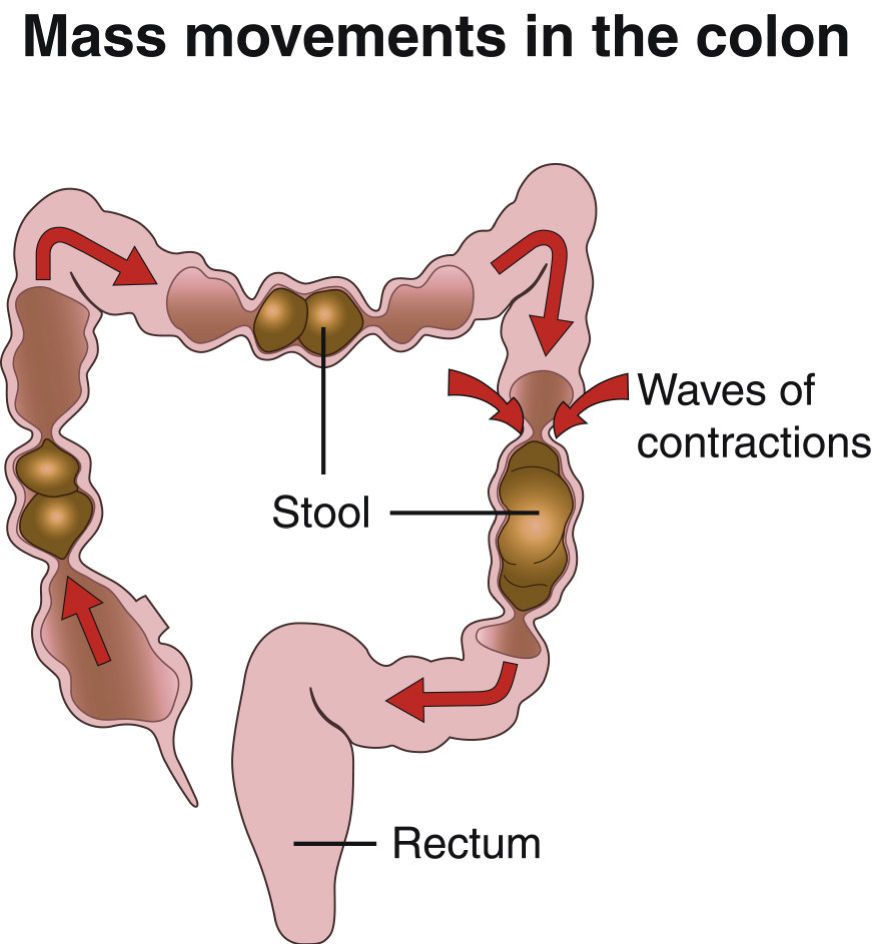 Mass movements in the colon
Waves of
contractions
Stool
Rectum